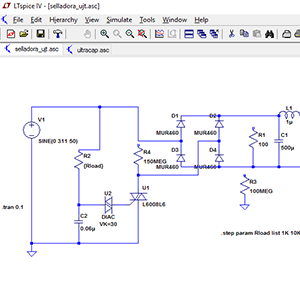 LTspice IV - [selladora_ujt.asc]
File Edit Hierarchy View Simulate Tools Window Help
selladora_ujt.asc ultracap.asc
D1 D2 L1
V1 MUR460 MUR460 1µ
SINE(0 311 50) R1 C1
R4 D3 D4 100 500µ
R2 150MEG MUR460 MUR460
{Rload}
U2 U1 R3
C2 L6008L6 100MEG
.tran 0.1 0.06µ DIAC
VK=30 .step param Rload list 1K 10K